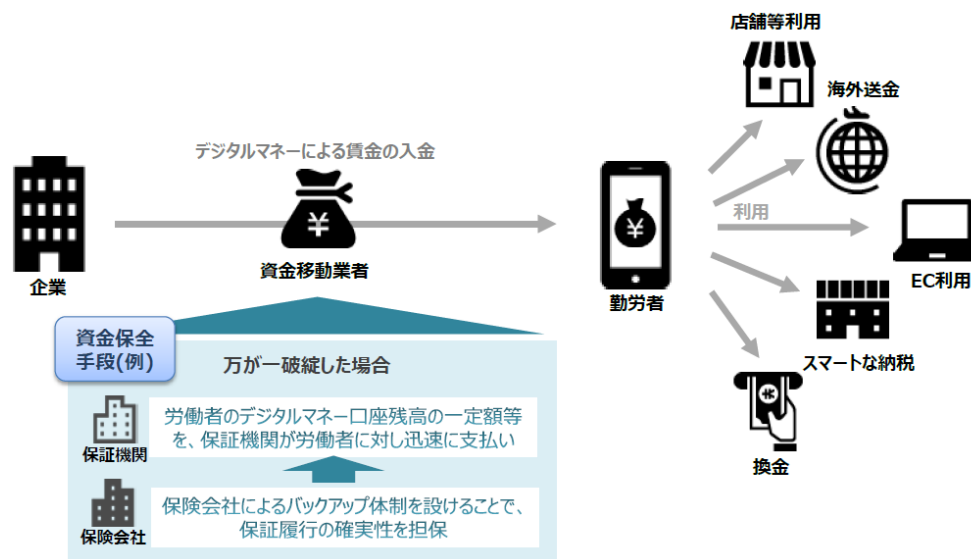 店舗等利用
海外送金
デジタルマネーによる賃金の入金
¥
¥
利用
企業
資金移動業者
勤労者
EC利用
スマートな納税
換金
資金保全
手段(例)
万が一破綻した場合
保証機関
労働者のデジタルマネー口座残高の一定額等
を、保証機関が労働者に対し迅速に支払い
保険会社
保険会社によるバックアップ体制を設けることで、
保証履行の確実性を担保